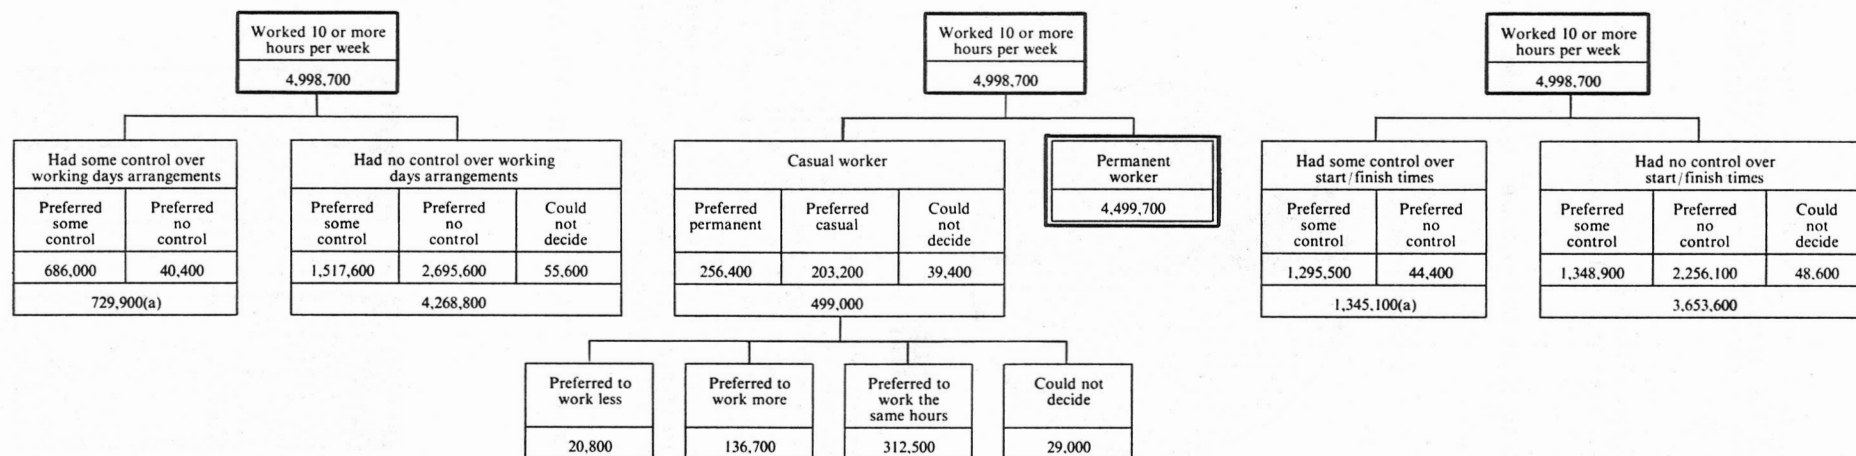 Worked 10 or more
hours per week
4,998,700
Had some control over
working days arrangements
Preferred
some
control
Preferred
no
control
686,000
40,400
729,900(a)
Had no control over working
days arrangements
Preferred
some
control
Preferred
no
control
Could
not
decide
1,517,600
2,695,600
55,600
4,268,800
Worked 10 or more
hours per week
4,998,700
Casual worker
Preferred
permanent
Preferred
casual
Could
not
decide
256,400
203,200
39,400
499,000
Permanent
worker
4,499,700
Preferred to
work less
20,800
Preferred to
work more
136,700
Preferred to
work the
same hours
312,500
Could not
decide
29,000
Worked 10 or more
hours per week
4,998,700
Had some control over
start/finish times
Preferred
some
control
Preferred
no
control
1,295,500
44,400
1,345,100(a)
Had no control over
start/finish times
Preferred
some
control
Preferred
no
control
Could
not
decide
1,348,900
2,256,100
48,600
3,653,600